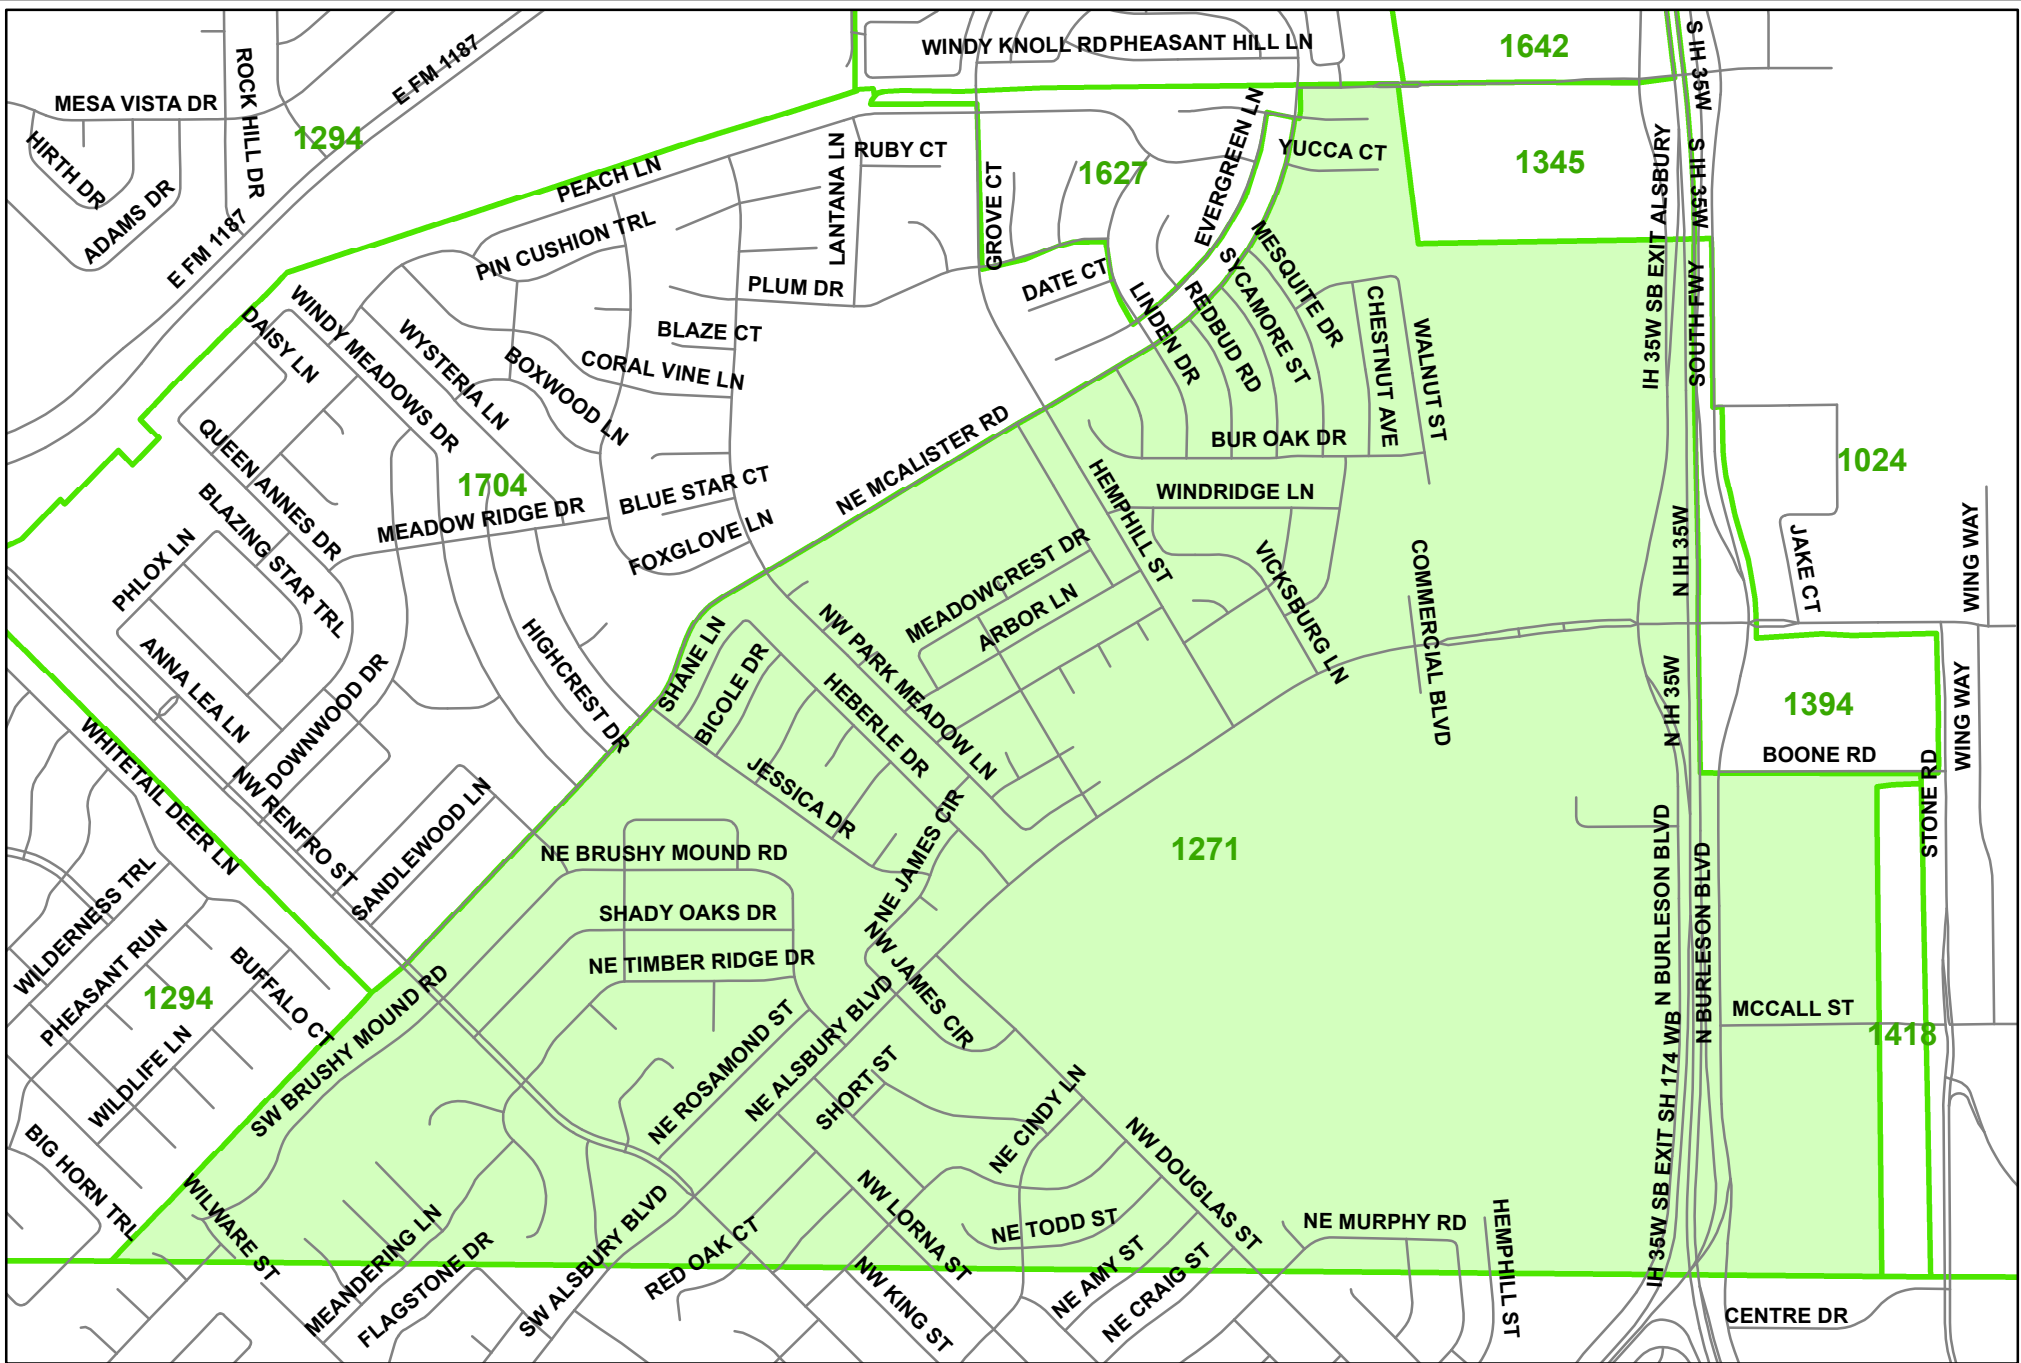 WINDY KNOLL RD
PHEASANT HILL LN
1642
S IH 35W
ROCK HILL DR
E FM 1187
MESA VISTA DR
1294
HIRTH DR
ADAMS DR
E FM 1187
PEACH LN
LANTANA LN
RUBY CT
GROVE CT
1627
EVERGREEN LN
YUCCA CT
1345
IH 35W SB EXIT ALSBURY
S IH 35W
PIN CUSHION TRL
PLUM DR
DATE CT
LINDEN DR
REDBUD RD
SYCAMORE ST
MESQUITE DR
CHESTNUT AVE
WALNUT ST
SOUTH FWY
DAISY LN
WINDY MEADOWS DR
WYSTERIA LN
BOXWOOD LN
BLAZE CT
CORAL VINE LN
QUEEN ANNES DR
BLAZING STAR TRL
1704
MEADOW RIDGE DR
BLUE STAR CT
FOXGLOVE LN
NE MCALISTER RD
BUR OAK DR
WINDRIDGE LN
HEMPHILL ST
VICKSBURG LN
COMMERCIAL BLVD
N IH 35W
1024
JAKE CT
WING WAY
PHLOX LN
ANNA LEA LN
DOWNWOOD DR
HIGHCREST DR
SHANE LN
BICOLE DR
NW PARK MEADOW LN
MEADOWCREST DR
ARBOR LN
HEBERLE DR
JESSICA DR
N IH 35W
1394
BOONE RD
WING WAY
STONE RD
WHITETAIL DEER LN
NW RENFRO ST
SANDLEWOOD LN
NE BRUSHY MOUND RD
NE JAMES CIR
1271
N BURLESON BLVD
N BURLESON BLVD
WILDERNESS TRL
PHEASANT RUN
1294
BUFFALO CT
WILDLIFE LN
SW BRUSHY MOUND RD
SHADY OAKS DR
NE TIMBER RIDGE DR
NW JAMES CIR
NE ROSAMOND ST
NE ALSBURY BLVD
SHORT ST
NE CINDY LN
MCCALL ST
1418
BIG HORN TRL
WILWARE ST
MEANDERING LN
FLAGSTONE DR
SW ALSBURY BLVD
RED OAK CT
NW LORNA ST
NW KING ST
NE TODD ST
NE AMY ST
NE CRAIG ST
NW DOUGLAS ST
NE MURPHY RD
HEMPHILL ST
IH 35W SB EXIT SH 174 WB
CENTRE DR